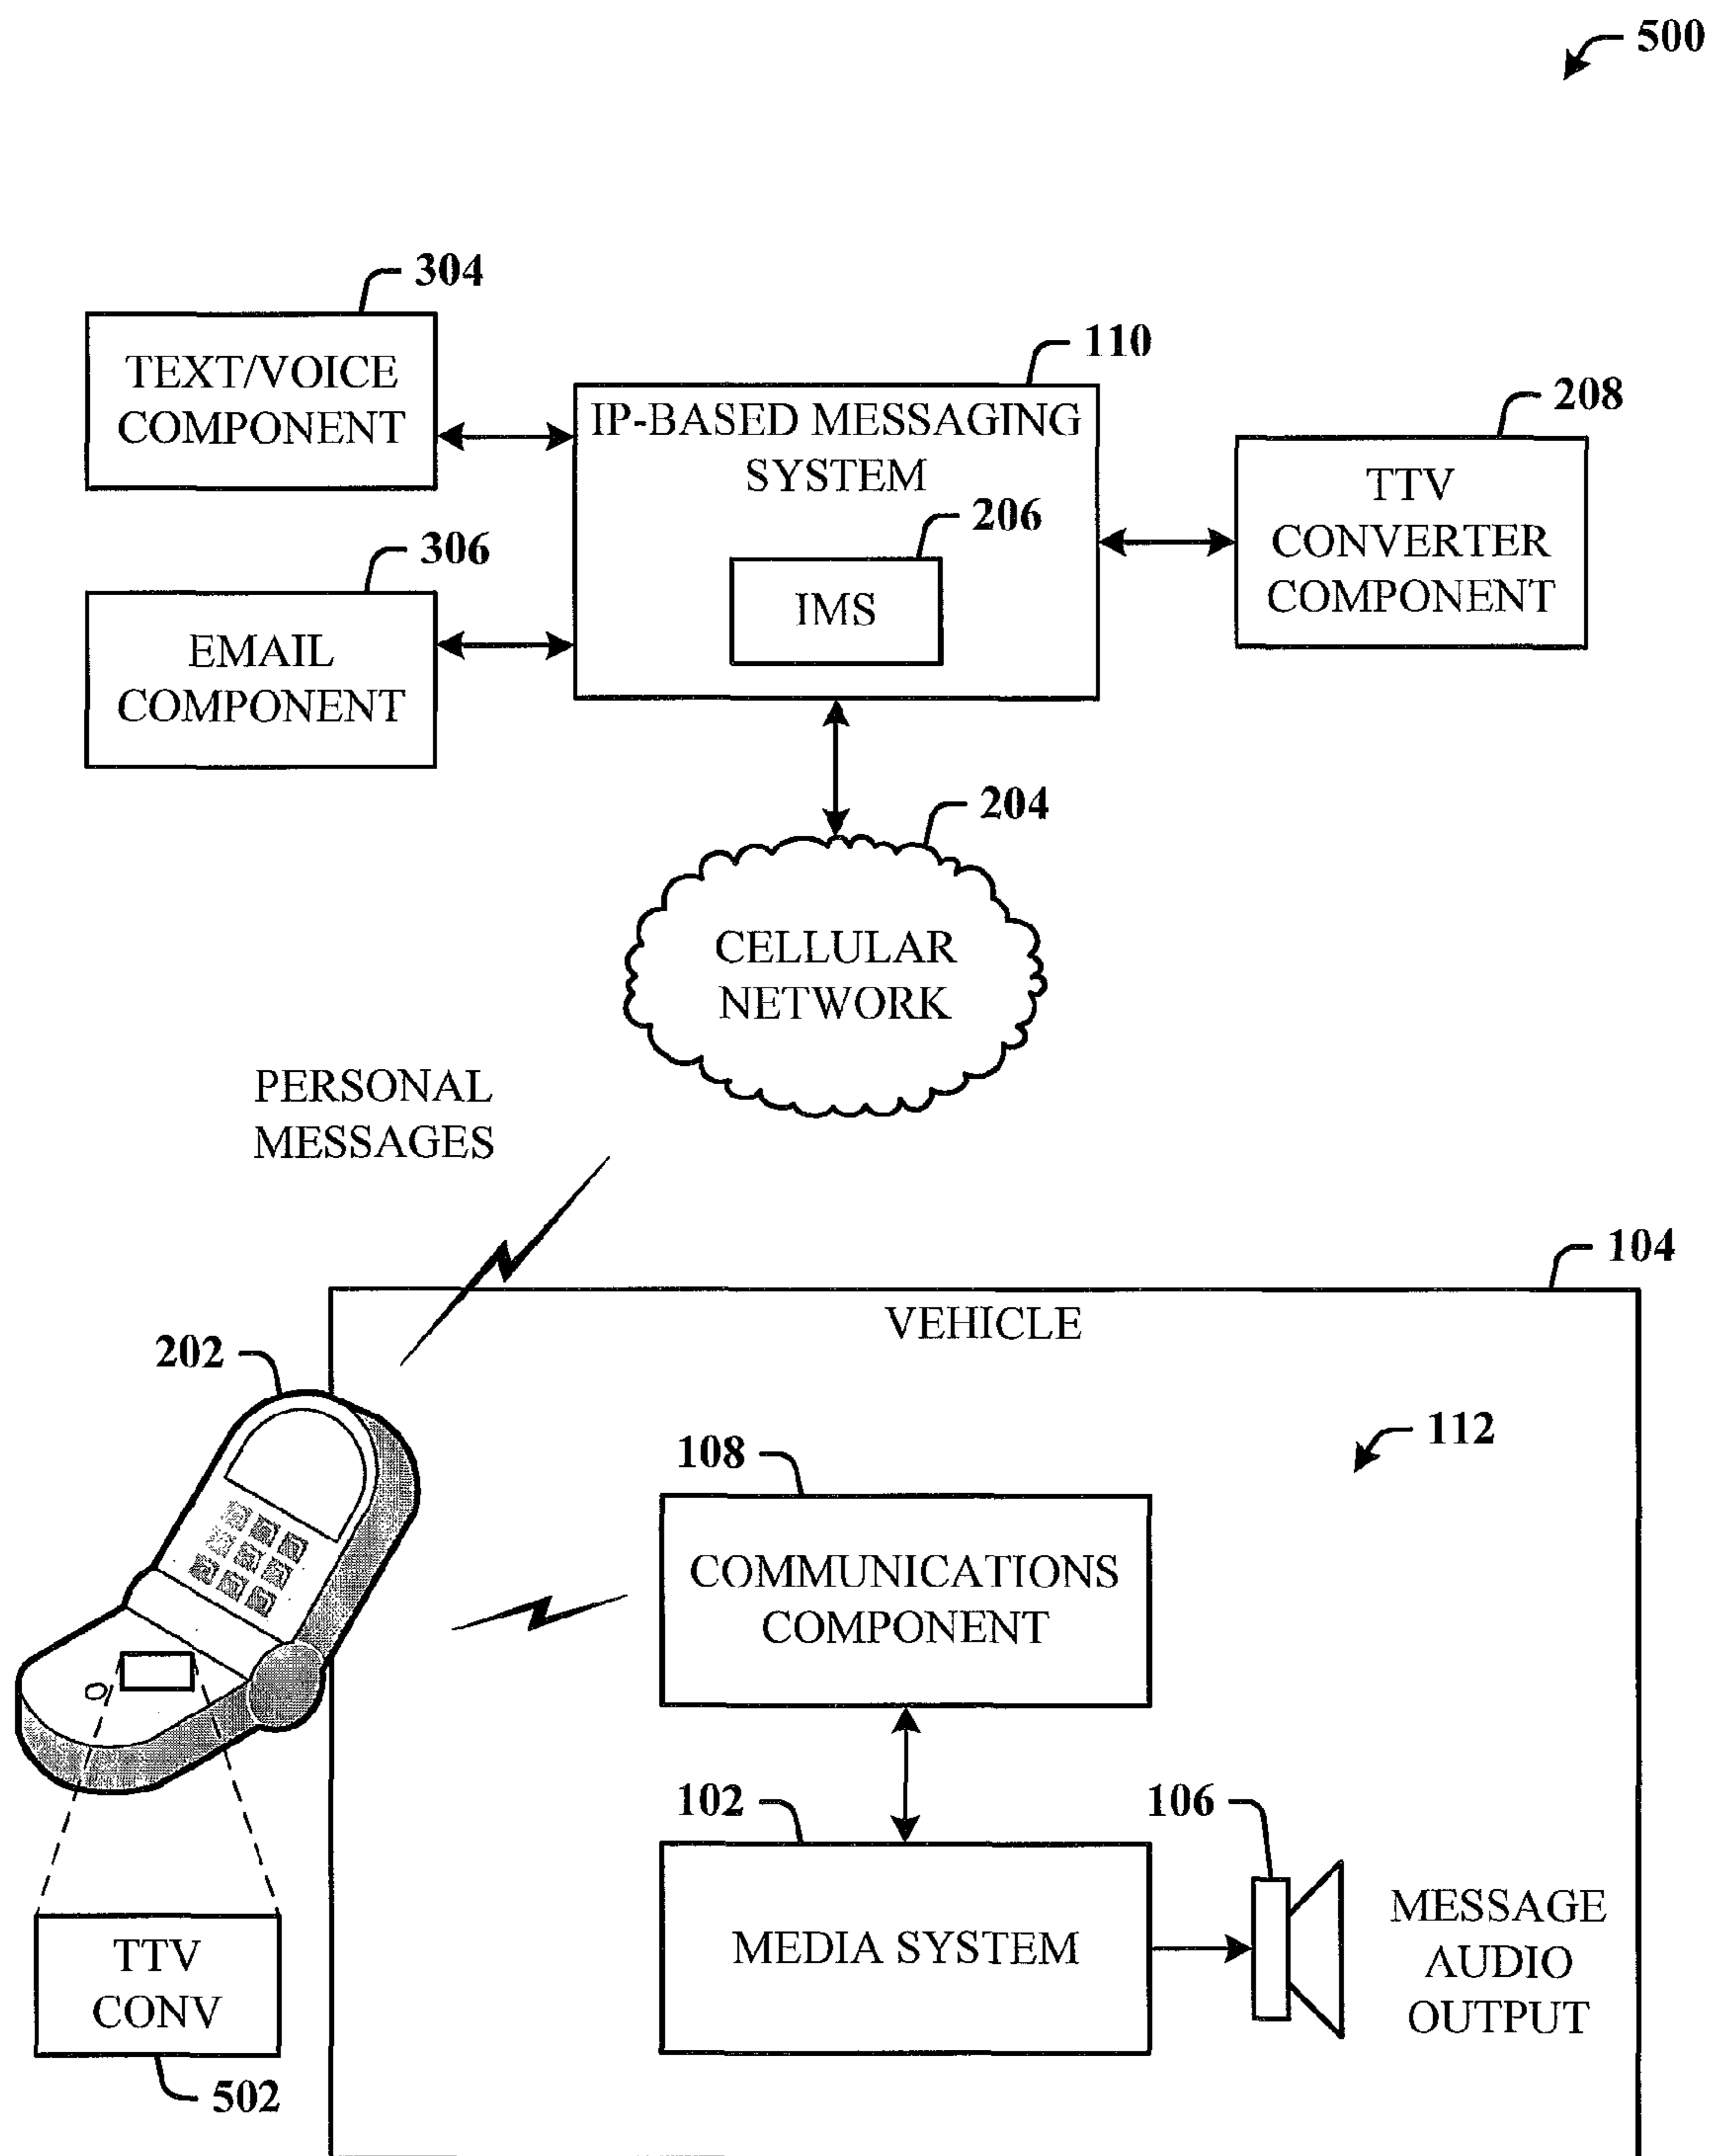 500
304
TEXT/VOICE
COMPONENT
110
IP-BASED MESSAGING
SYSTEM
206
IMS
208
TTV
CONVERTER
COMPONENT
306
EMAIL
COMPONENT
204
CELLULAR
NETWORK
PERSONAL
MESSAGES
104
VEHICLE
202
112
108
COMMUNICATIONS
COMPONENT
102
MEDIA SYSTEM
106
MESSAGE
AUDIO
OUTPUT
TTV
CONV
502